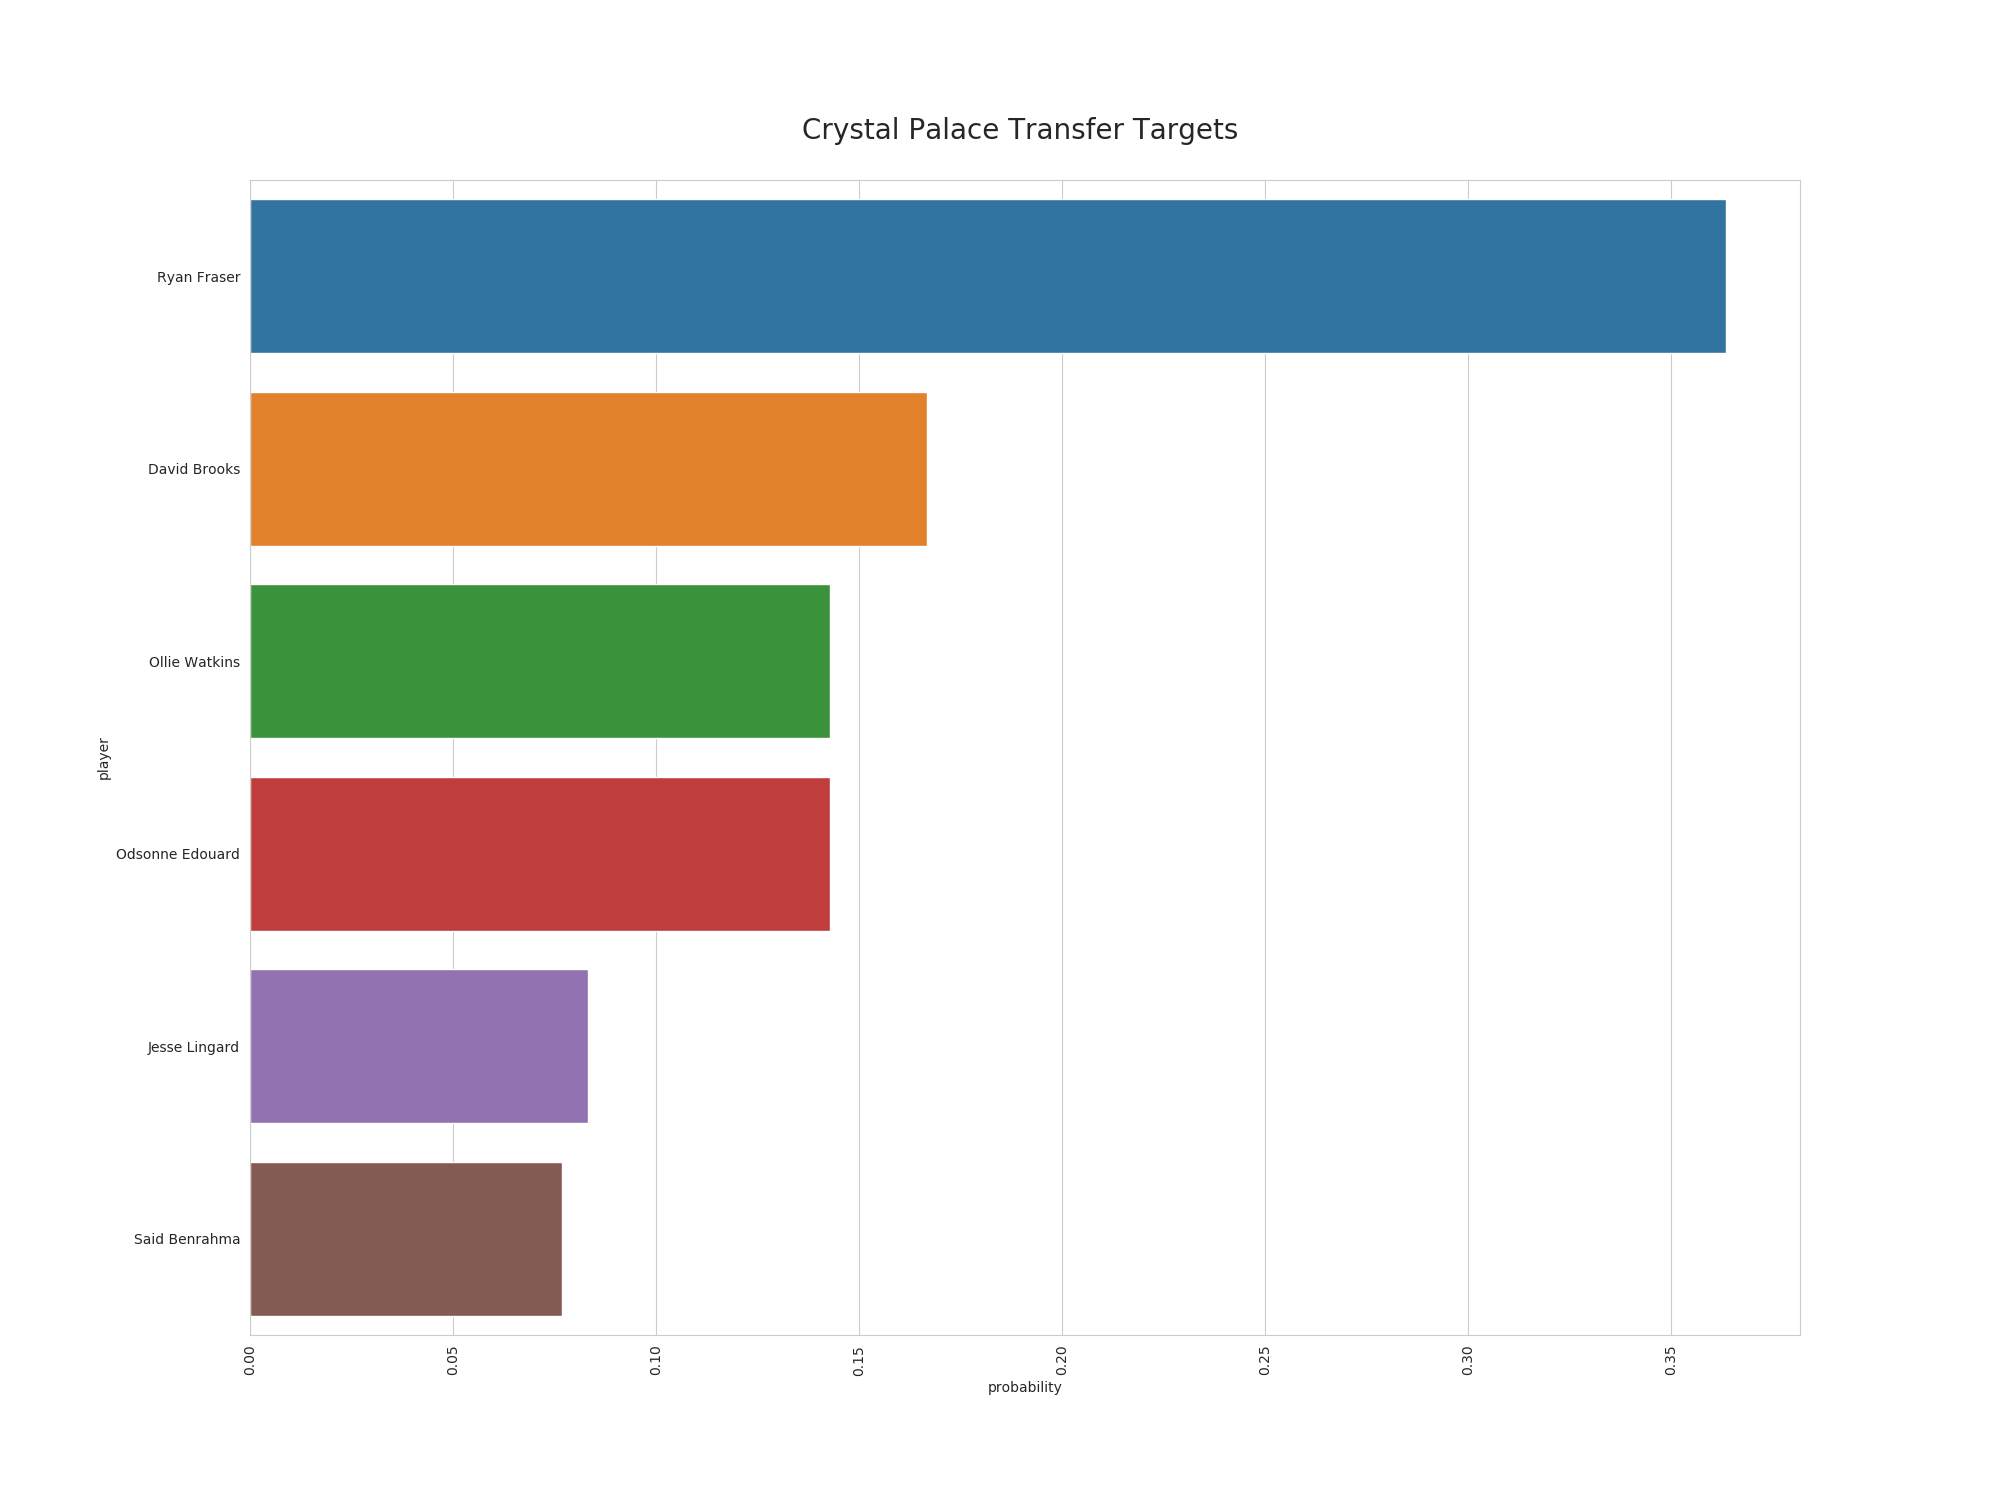 Crystal Palace Transfer Targets
Ryan Fraser
David Brooks
Ollie Watkins
Odsonne Edouard
Jesse Lingard
Said Benrahma
player
0.00 0.05 0.10 0.15 0.20 0.25 0.30 0.35
probability